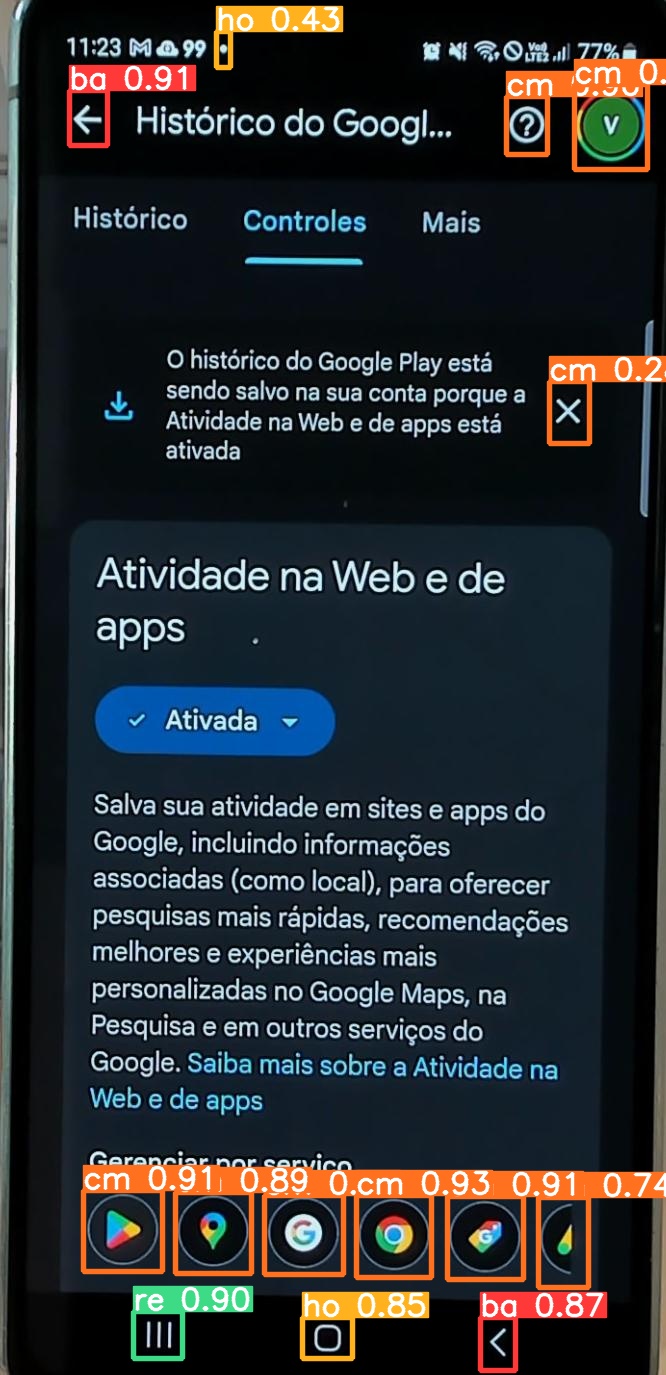 ho 0.43
11:23 99 77%
ba 0.91
cm
cm 0.
Histórico do Googl...
V
Histórico Controles Mais
O histórico do Google Play está
sendo salvo na sua conta porque a
Atividade na Web e de apps está
ativada
cm 0.2
Atividade na Web e de
apps
Ativada
Salva sua atividade em sites e apps do
Google, incluindo informações
associadas (como local), para oferecer
pesquisas mais rápidas, recomendações
melhores e experiências mais
personalizadas no Google Maps, na
Pesquisa e em outros serviços do
Google. Saiba mais sobre a Atividade na
Web e de apps
Gerenciar por serviço
cm 0.91 0.89 0. cm 0.93 0.91 0.74
re 0.90 ho 0.85 ba 0.87